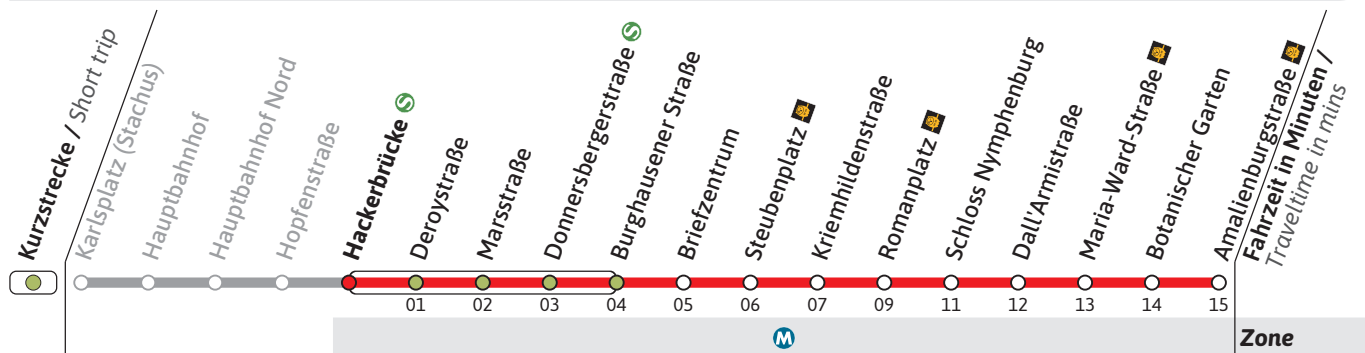 Kurzstrecke / Short trip
Karlsplatz (Stachus)
Hauptbahnhof
Hauptbahnhof Nord
Hopfenstraße
Hackerbrücke S
Deroystraße
Marsstraße
Donnersbergerstraße S
Burghausener Straße
Briefzentrum
Steubenplatz
Kriemhildenstraße
Romanplatz
Schloss Nymphenburg
Dall'Armistraße
Maria-Ward-Straße
Botanischer Garten
Amalienburgstraße
Fahrzeit in Minuten /
Traveltime in mins
01 02 03 04 05 06 07 09 11 12 13 14 15
M Zone